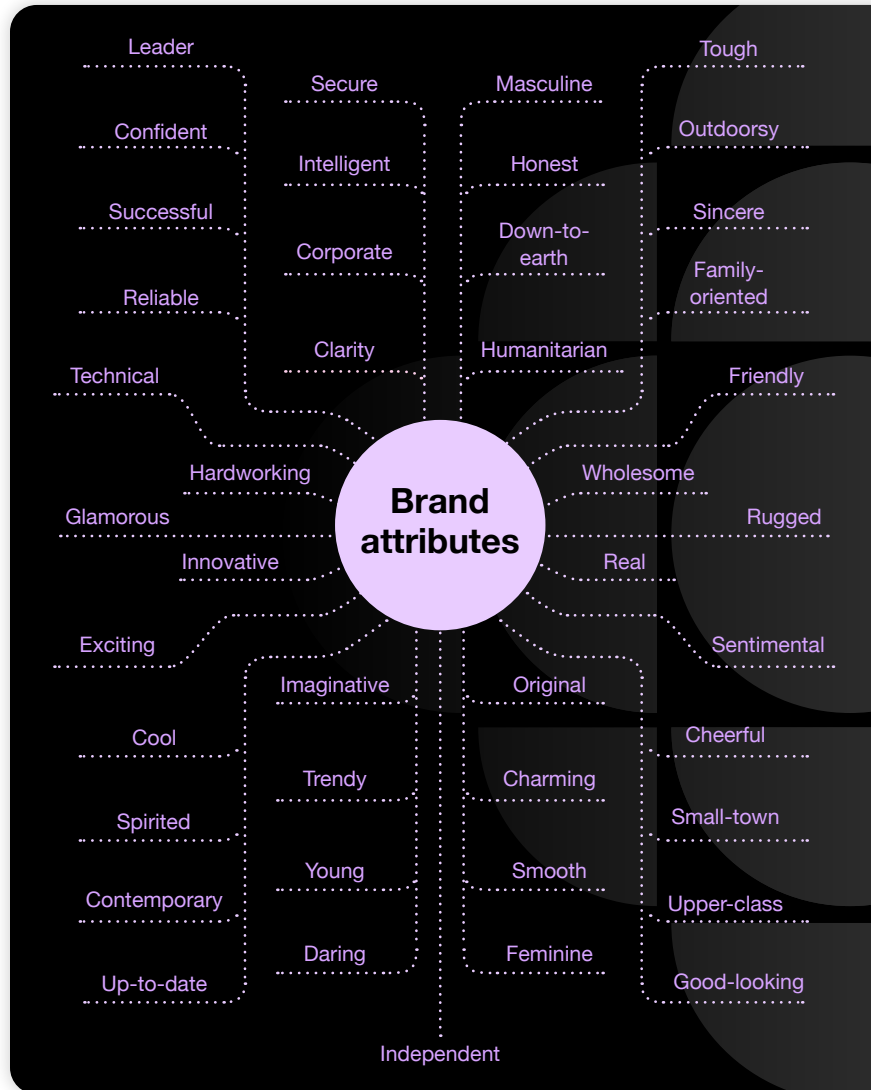 Leader
Tough
Secure
Masculine
Confident
Outdoorsy
Intelligent
Honest
Successful
Sincere
Corporate
Down-to-
earth
Reliable
Family-
oriented
Clarity
Humanitarian
Technical
Friendly
Hardworking
Wholesome
Brand
attributes
Glamorous
Rugged
Innovative
Real
Exciting
Sentimental
Imaginative
Original
Cool
Cheerful
Trendy
Charming
Spirited
Small-town
Young
Smooth
Contemporary
Upper-class
Daring
Feminine
Up-to-date
Good-looking
Independent